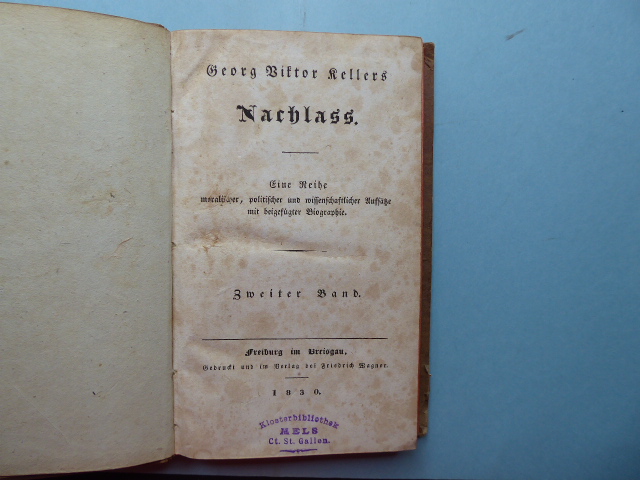 Georg Viktor Kellers
Nachlass.
Eine Reihe
moralischer, politischer und wissenschaftlicher Aufsätze
mit beigefügter Biographie.
Zweiter Band.
Freiburg im Breisgau,
Gedruckt und im Verlag bei Friedrich Wagner.
1830.
Klosterbibliothek
MELS
Ct. St. Gallen.